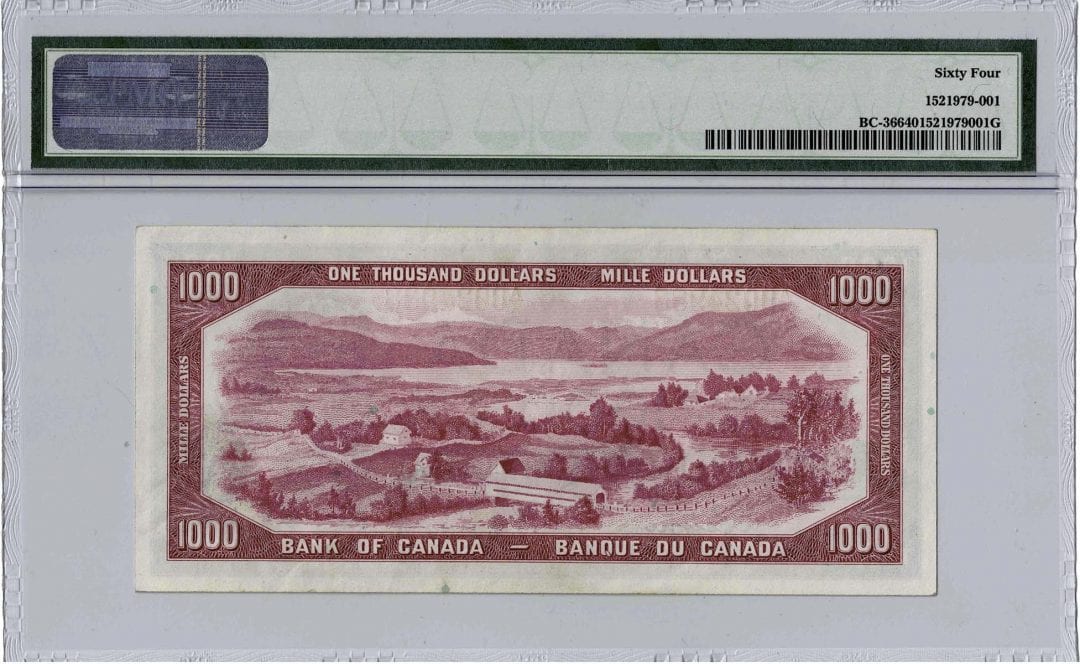 PMG
Sixty Four
1521979-001
BC-366401521979001G
1000 ONE THOUSAND DOLLARS MILLE DOLLARS 1000
MILLE DOLLARS
ONE THOUSAND DOLLARS
1000 BANK OF CANADA — BANQUE DU CANADA 1000